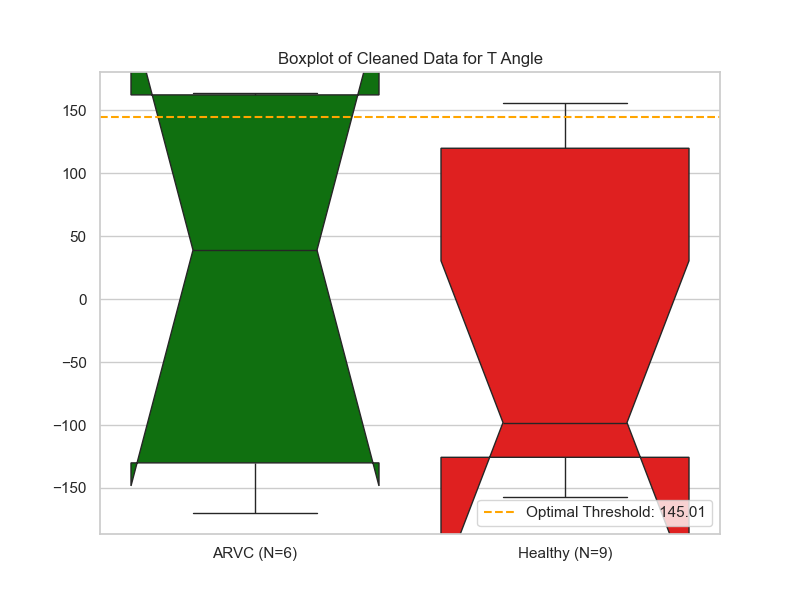 Boxplot of Cleaned Data for T Angle
150
100
50
0
−50
−100
−150
Optimal Threshold: 145.01
ARVC (N=6)
Healthy (N=9)